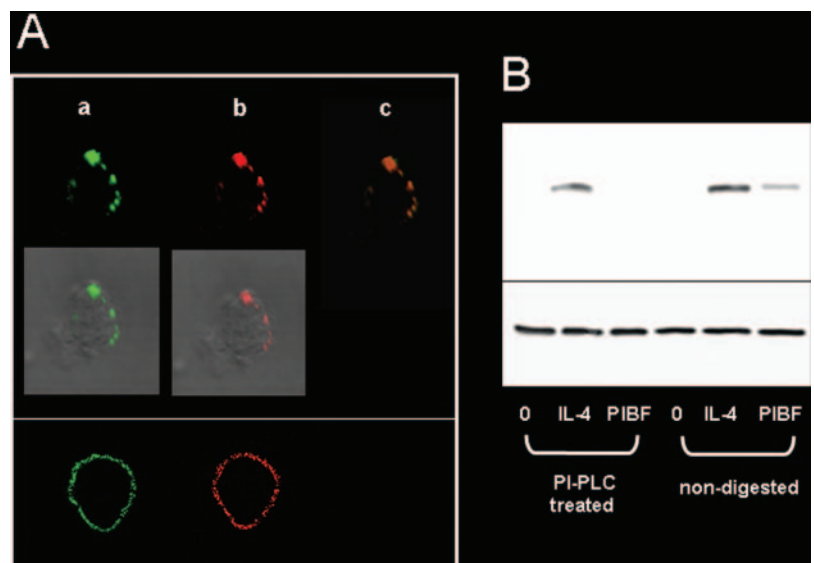 A
B
a b c
0 IL-4 PIBF 0 IL-4 PIBF
PI-PLC non-digested
treated